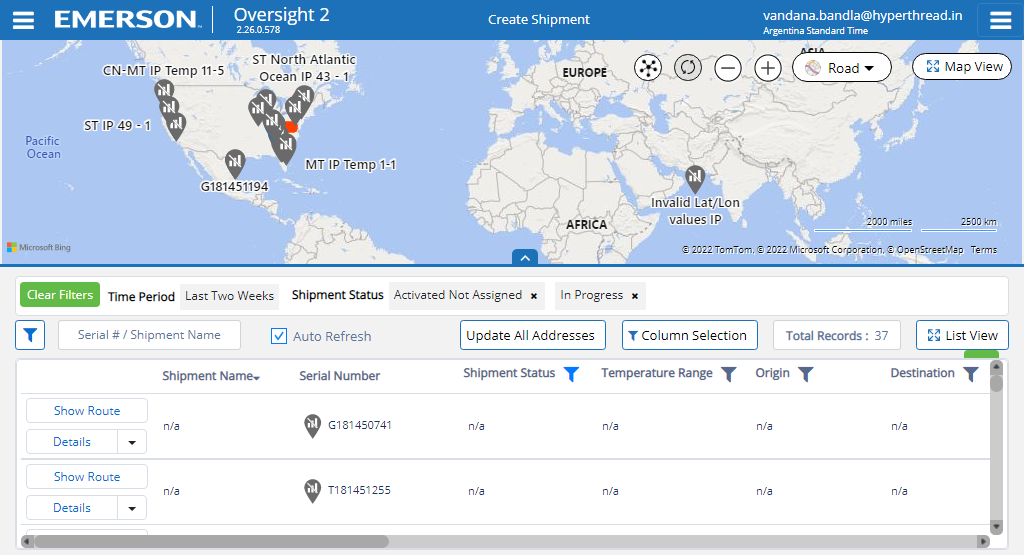 EMERSON
Oversight 2
2.26.0.578
Create Shipment
vandana.bandla@hyperthread.in
Argentina Standard Time
ASIA
CN-MT IP Temp 11-5
ST North Atlantic
Ocean IP 43 - 1
EUROPE
Road
Map View
ST IP 49 - 1
Pacific
Ocean
MT IP Temp 1-1
G181451194
Invalid Lat/Lon
values IP
AFRICA
2000 miles
2500 km
Microsoft Bing
© 2022 TomTom, © 2022 Microsoft Corporation, © OpenStreetMap Terms
Clear Filters
Time Period
Last Two Weeks
Shipment Status
Activated Not Assigned ×
In Progress ×
Serial # / Shipment Name
Auto Refresh
Update All Addresses
Column Selection
Total Records : 37
List View
Shipment Name
Serial Number
Shipment Status
Temperature Range
Origin
Destination
Show Route
Details
n/a
G181450741
n/a
n/a
n/a
n/a
Show Route
Details
n/a
T181451255
n/a
n/a
n/a
n/a